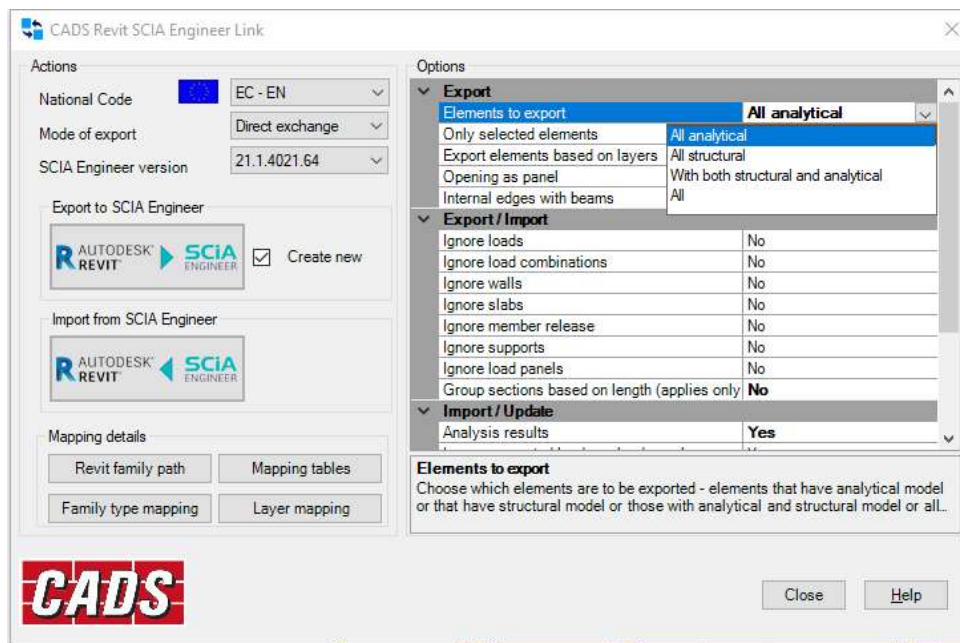 CADS Revit SCIA Engineer Link
Actions
National Code
EC - EN
Mode of export
Direct exchange
SCIA Engineer version
21.1.4021.64
Export to SCIA Engineer
R AUTODESK®
REVIT®
SCiA
ENGINEER
Create new
Import from SCIA Engineer
R AUTODESK®
REVIT®
SCiA
ENGINEER
Mapping details
Revit family path
Mapping tables
Family type mapping
Layer mapping
Options
Export
Elements to export All analytical
Only selected elements
Export elements based on layers
Opening as panel
Internal edges with beams
All analytical
All structural
With both structural and analytical
All
Export / Import
Ignore loads No
Ignore load combinations No
Ignore walls No
Ignore slabs No
Ignore member release No
Ignore supports No
Ignore load panels No
Group sections based on length (applies only No
Import / Update
Analysis results Yes
Elements to export
Choose which elements are to be exported - elements that have analytical model
or that have structural model or those with analytical and structural model or all...
CADS
Close
Help